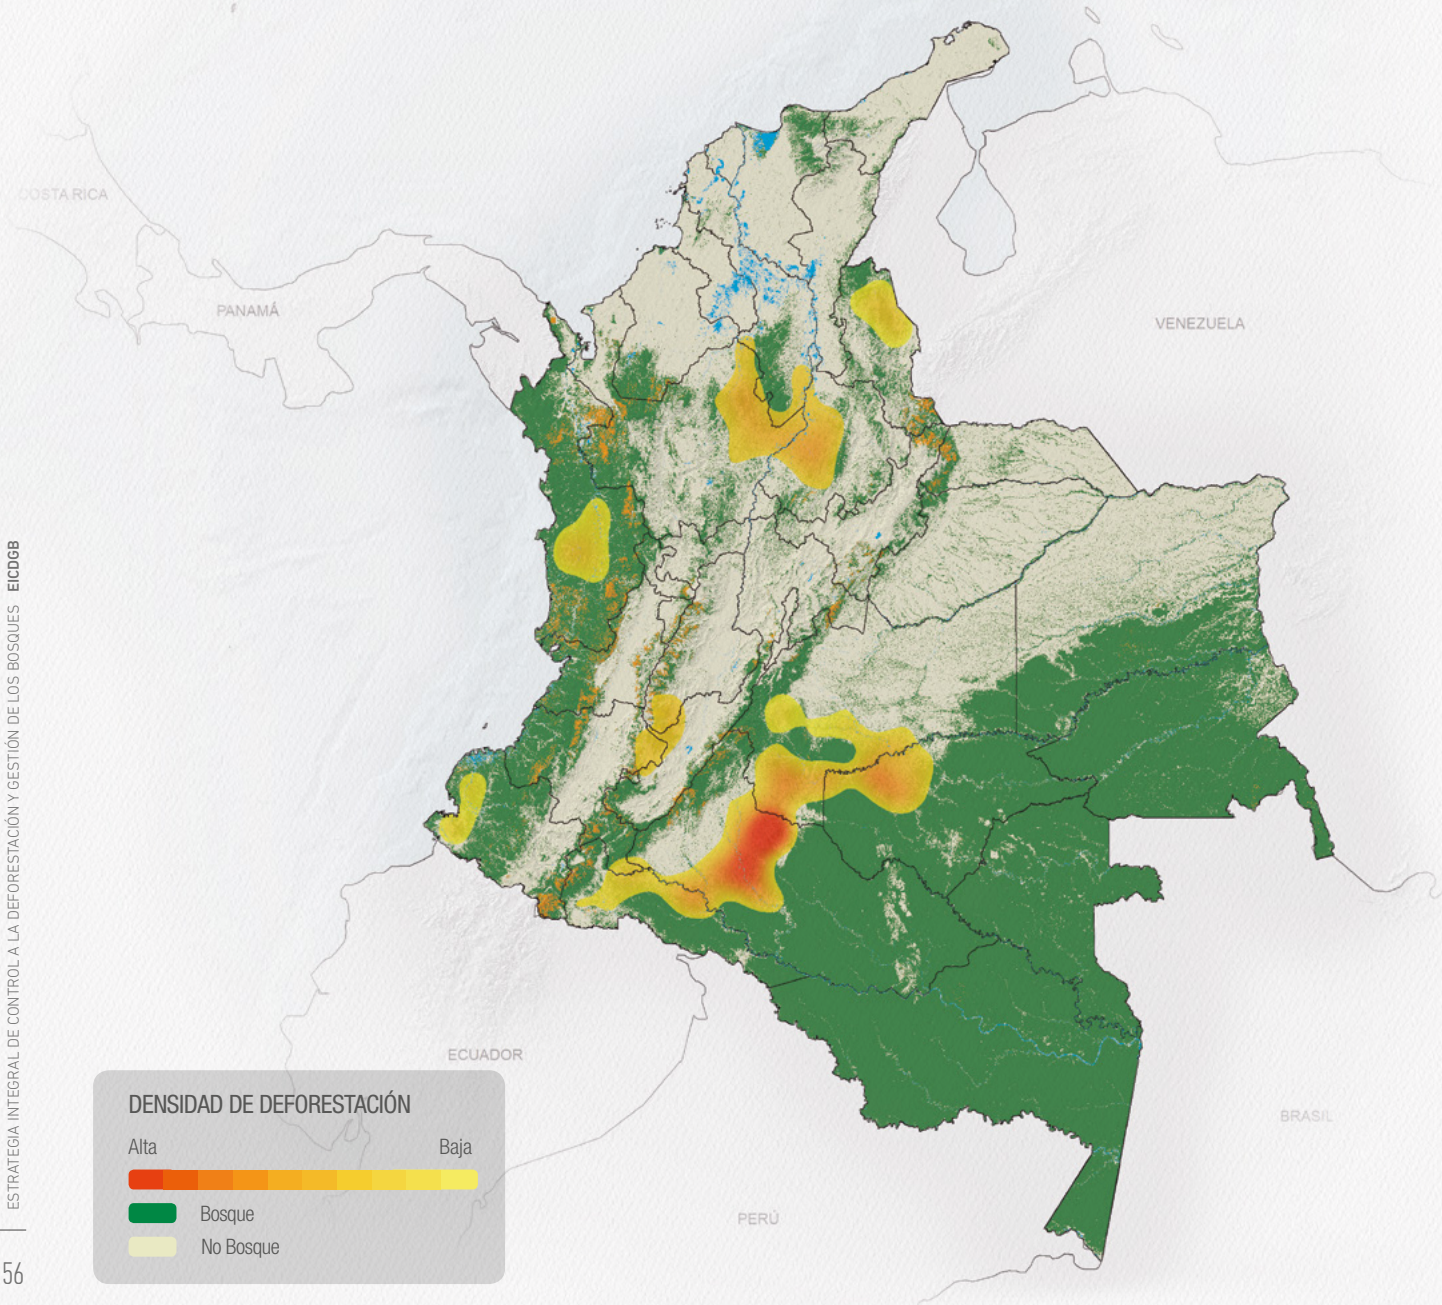 COSTA RICA
PANAMÁ
VENEZUELA
ECUADOR
PERÚ
BRASIL
DENSIDAD DE DEFORESTACIÓN
Alta
Baja
Bosque
No Bosque
ESTRATEGIA INTEGRAL DE CONTROL A LA DEFORESTACIÓN Y GESTIÓN DE LOS BOSQUES EICDGB
56